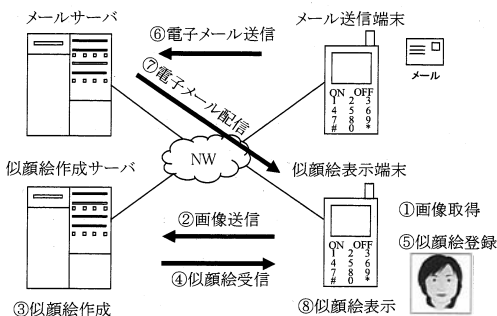 メールサーバ
⑥電子メール送信
メール送信端末
メール
⑦電子メール配信
ON OFF
1 2 3
4 5 6
7 8 9
# 0 *
NW
似顔絵作成サーバ
似顔絵表示端末
②画像送信
①画像取得
④似顔絵受信
⑤似顔絵登録
ON OFF
1 2 3
4 5 6
7 8 9
# 0 *
③似顔絵作成
⑧似顔絵表示